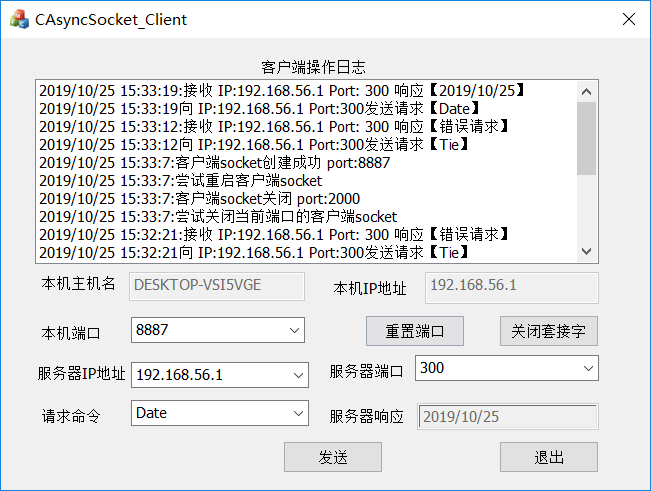 CAsyncSocket_Client
客户端操作日志
2019/10/25 15:33:19:接收 IP:192.168.56.1 Port: 300 响应【2019/10/25】
2019/10/25 15:33:19向 IP:192.168.56.1 Port:300发送请求【Date】
2019/10/25 15:33:12:接收 IP:192.168.56.1 Port: 300 响应【错误请求】
2019/10/25 15:33:12向 IP:192.168.56.1 Port:300发送请求【Tie】
2019/10/25 15:33:7:客户端socket创建成功 port:8887
2019/10/25 15:33:7:尝试重启客户端socket
2019/10/25 15:33:7:客户端socket关闭 port:2000
2019/10/25 15:33:7:尝试关闭当前端口的客户端socket
2019/10/25 15:32:21:接收 IP:192.168.56.1 Port: 300 响应【错误请求】
2019/10/25 15:32:21向 IP:192.168.56.1 Port:300发送请求【Tie】
本机主机名 DESKTOP-VSI5VGE 本机IP地址 192.168.56.1
本机端口 8887 重置端口 关闭套接字
服务器IP地址 192.168.56.1 服务器端口 300
请求命令 Date 服务器响应 2019/10/25
发送 退出